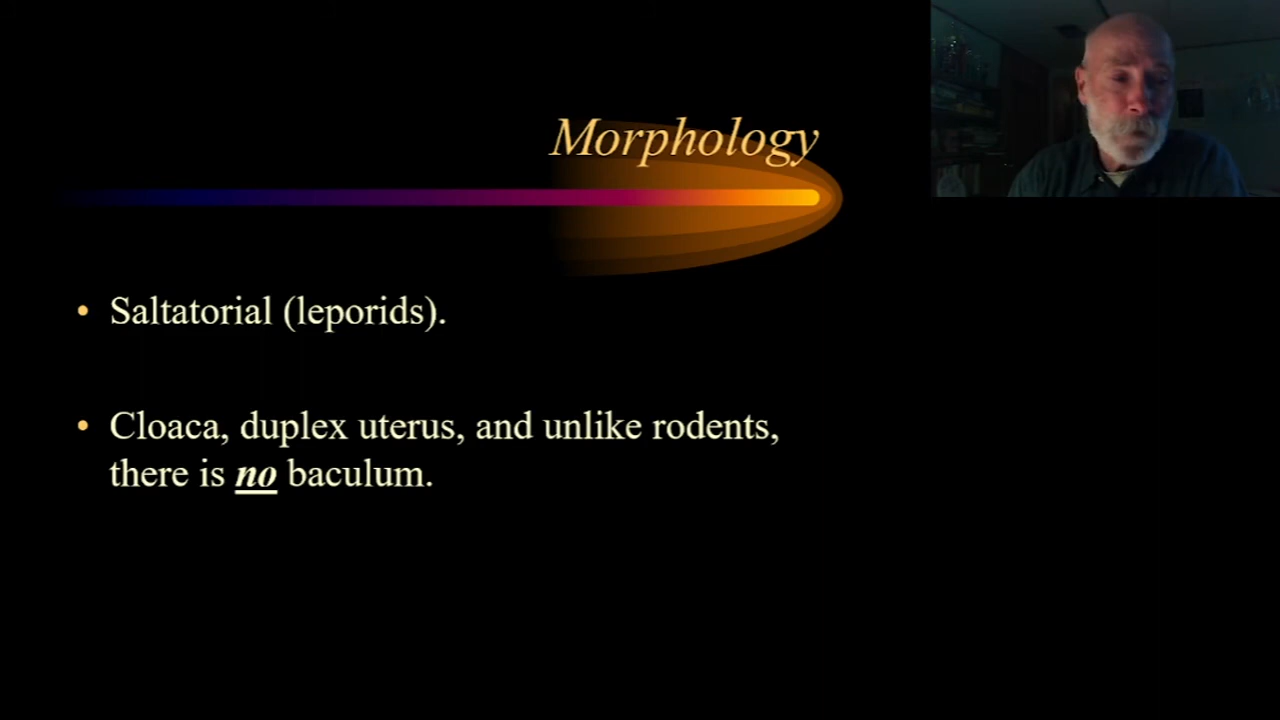 Morphology
• Saltatorial (leporids).
• Cloaca, duplex uterus, and unlike rodents,
there is no baculum.